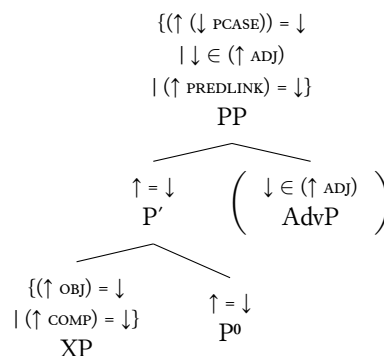 {(↑ (↓ PCASE)) = ↓
| ↓ ∈ (↑ ADJ)
| (↑ PREDLINK) = ↓}
PP
↑ = ↓
P′
( ↓ ∈ (↑ ADJ)
AdvP )
{(↑ OBJ) = ↓
| (↑ COMP) = ↓}
XP
↑ = ↓
P⁰